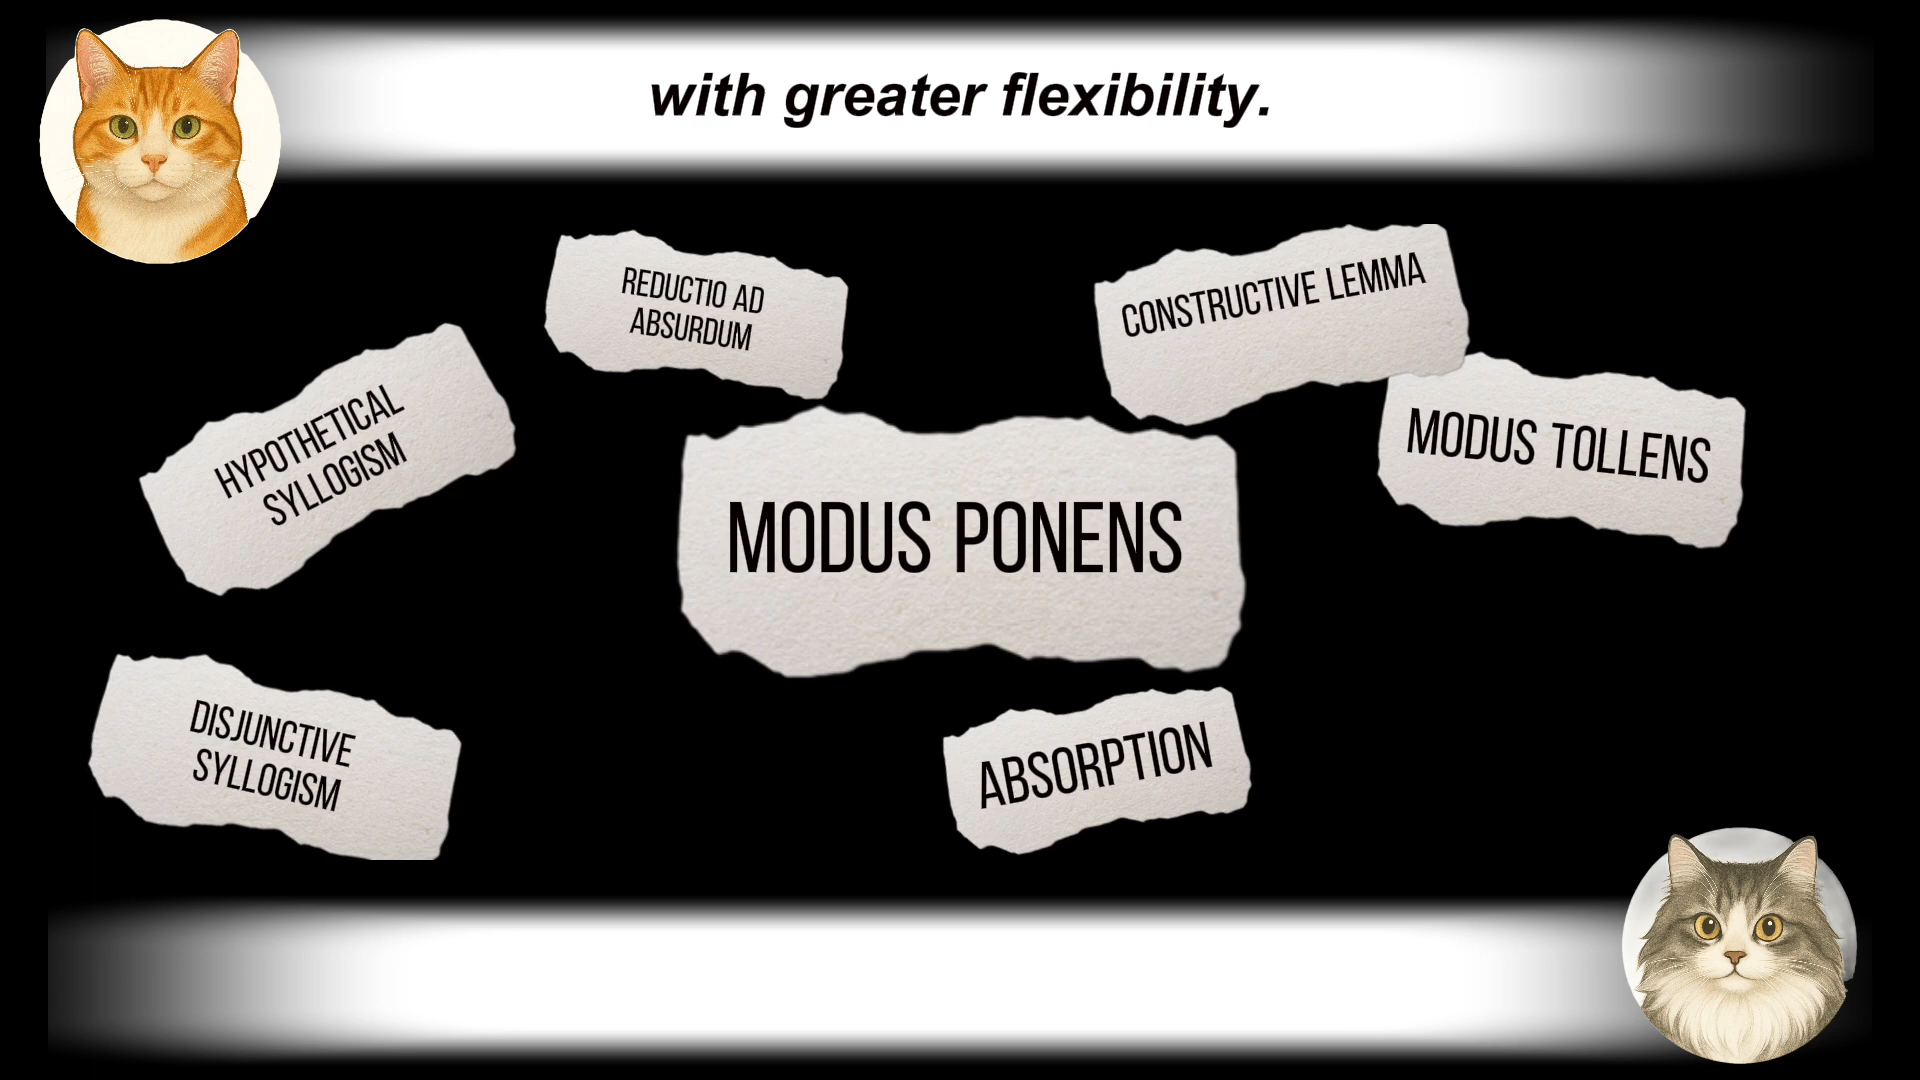 with greater flexibility.
REDUCTIO AD
ABSURDUM
CONSTRUCTIVE LEMMA
HYPOTHETICAL
SYLLOGISM
MODUS TOLLENS
MODUS PONENS
DISJUNCTIVE
SYLLOGISM
ABSORPTION